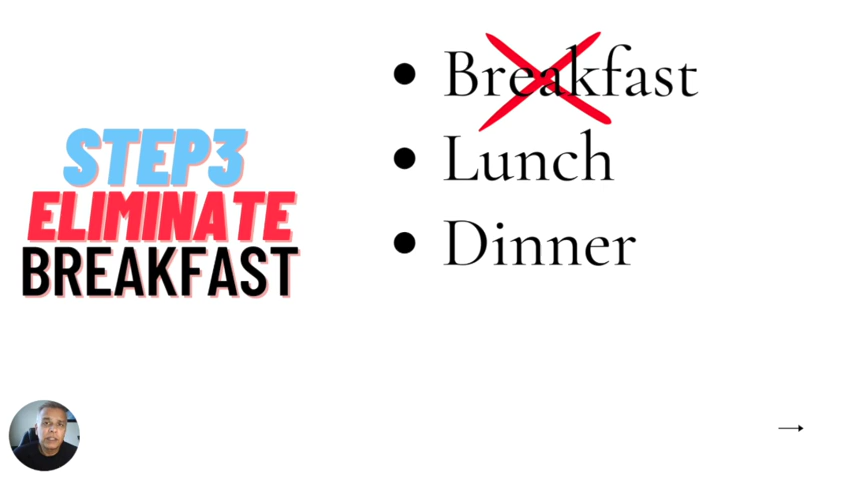 STEP3
ELIMINATE
BREAKFAST
• Breakfast
• Lunch
• Dinner